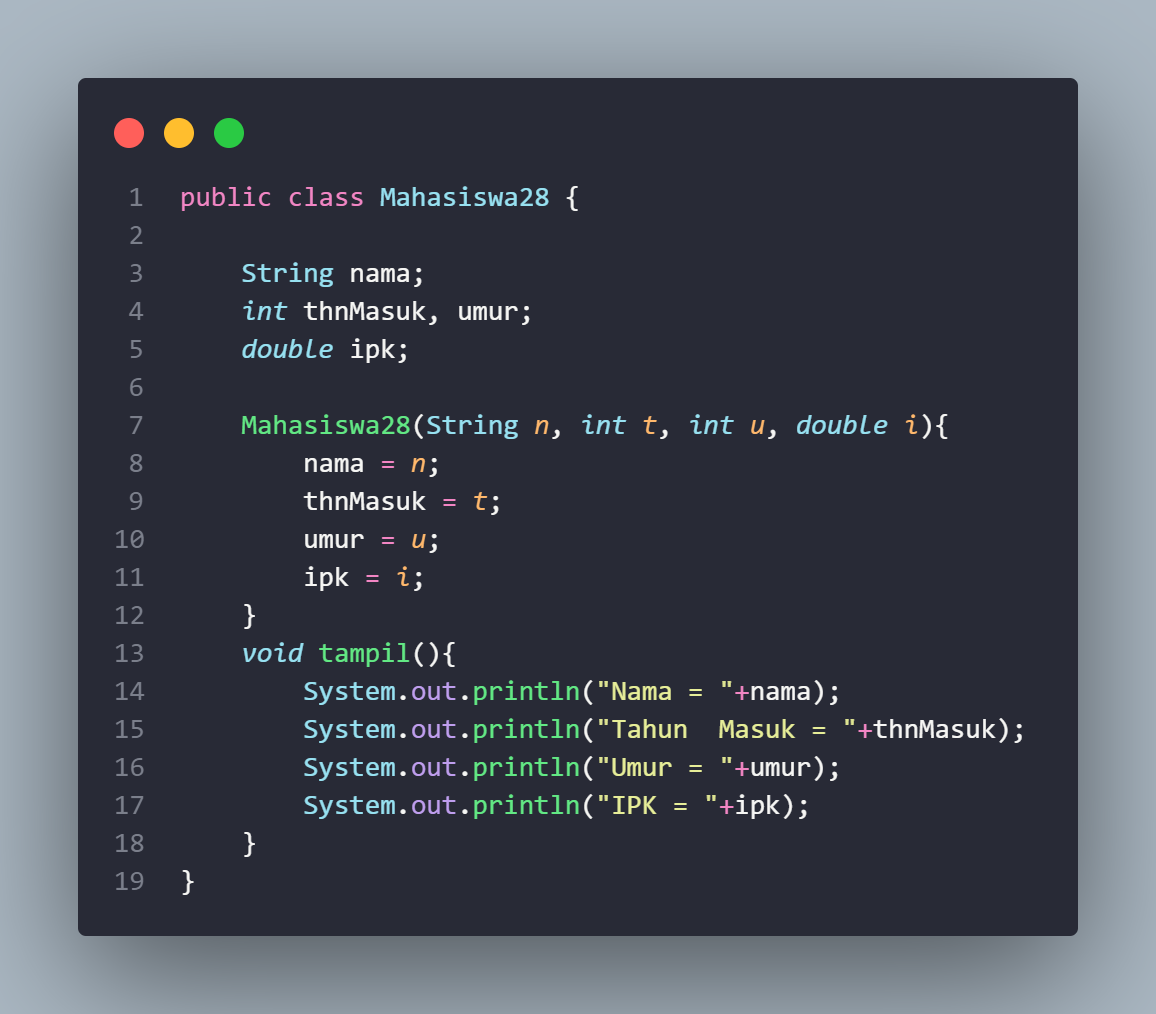 1 public class Mahasiswa28 {
2
3     String nama;
4     int thnMasuk, umur;
5     double ipk;
6
7     Mahasiswa28(String n, int t, int u, double i){
8         nama = n;
9         thnMasuk = t;
10         umur = u;
11         ipk = i;
12     }
13     void tampil(){
14         System.out.println("Nama = "+nama);
15         System.out.println("Tahun  Masuk = "+thnMasuk);
16         System.out.println("Umur = "+umur);
17         System.out.println("IPK = "+ipk);
18     }
19 }